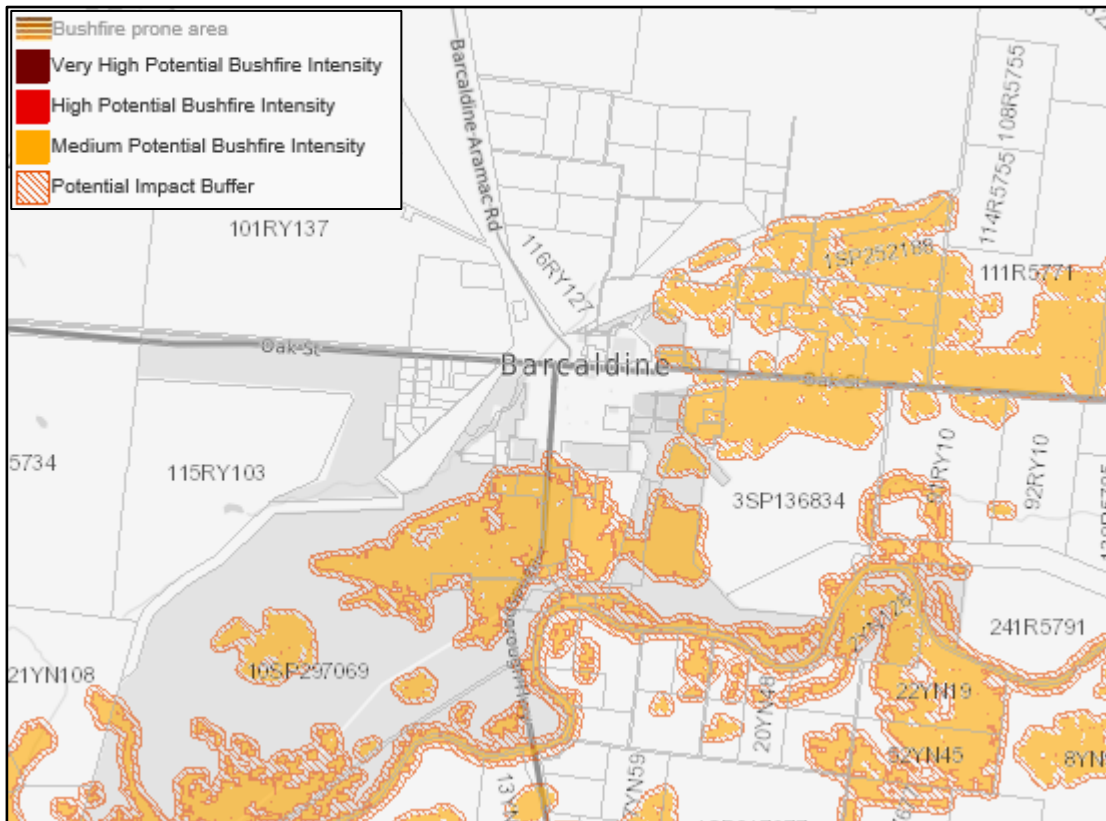 Bushfire prone area
Very High Potential Bushfire Intensity
High Potential Bushfire Intensity
Medium Potential Bushfire Intensity
Potential Impact Buffer
Barcaldine-Aramac Rd
108R5755
114R5755
101RY137
116RY127
1SP252188
111R5771
Oak St
Barcaldine
Oak St
5734
115RY103
3SP136834
92RY10
241R5791
21YN108
10SP297069
22YN19
20YN48
52YN45
8YN
YN59